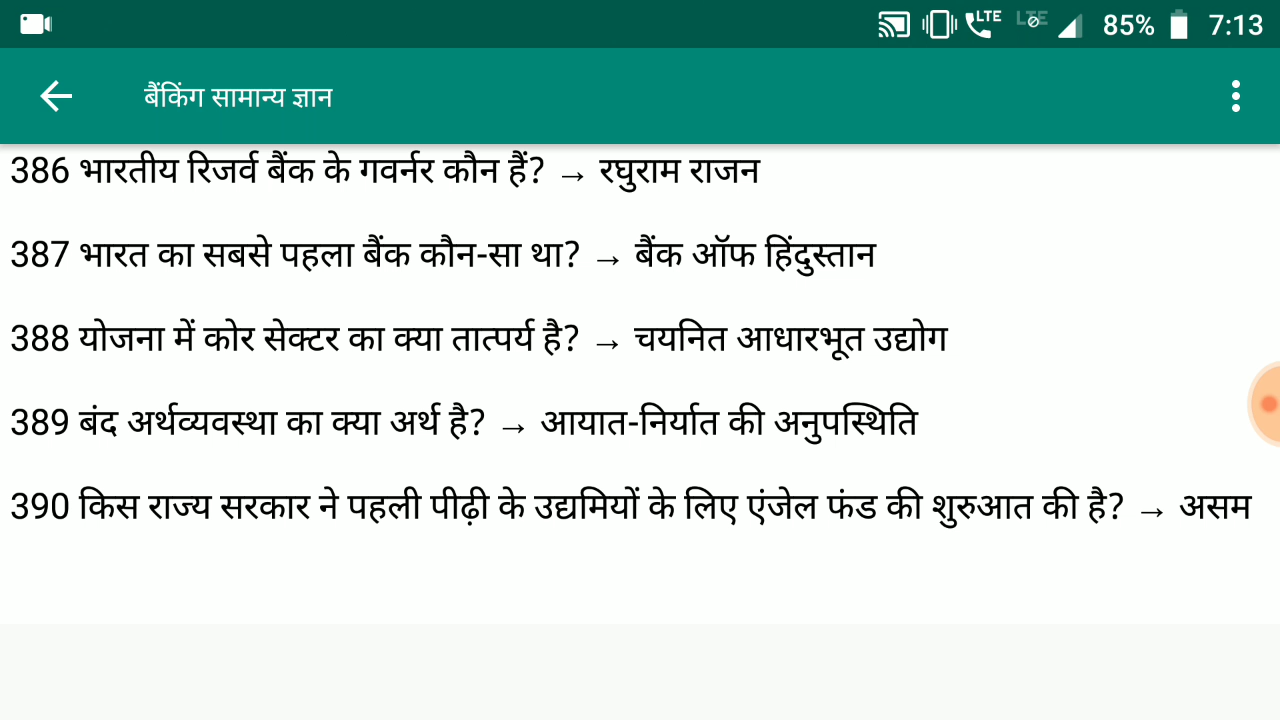 LTE LTE 85% 7:13
बैंकिंग सामान्य ज्ञान
386 भारतीय रिजर्व बैंक के गवर्नर कौन हैं? → रघुराम राजन
387 भारत का सबसे पहला बैंक कौन-सा था? → बैंक ऑफ हिंदुस्तान
388 योजना में कोर सेक्टर का क्या तात्पर्य है? → चयनित आधारभूत उद्योग
389 बंद अर्थव्यवस्था का क्या अर्थ है? → आयात-निर्यात की अनुपस्थिति
390 किस राज्य सरकार ने पहली पीढ़ी के उद्यमियों के लिए एंजेल फंड की शुरुआत की है? → असम